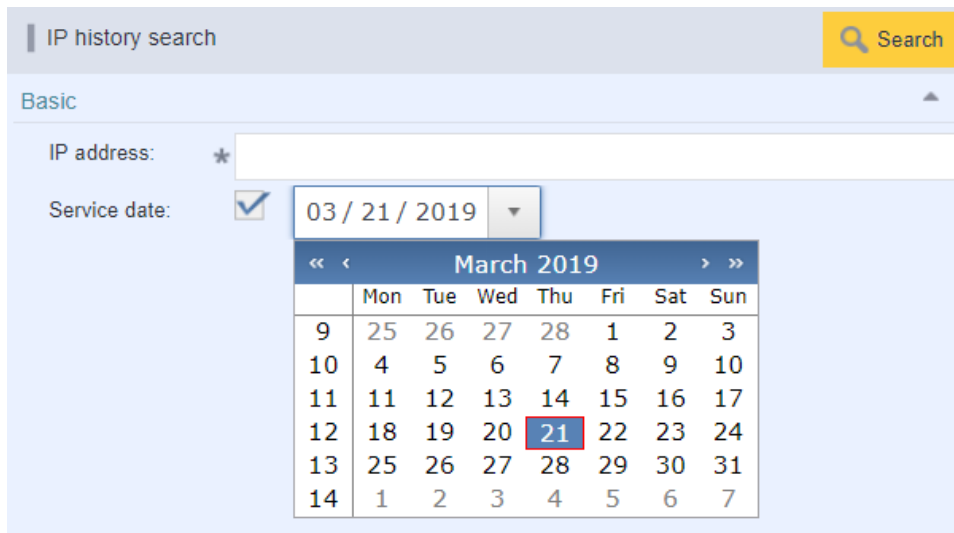 IP history search Search
Basic
IP address: *
Service date: 03 / 21 / 2019
« ‹ March 2019 › »
Mon Tue Wed Thu Fri Sat Sun
9 25 26 27 28 1 2 3
10 4 5 6 7 8 9 10
11 11 12 13 14 15 16 17
12 18 19 20 21 22 23 24
13 25 26 27 28 29 30 31
14 1 2 3 4 5 6 7